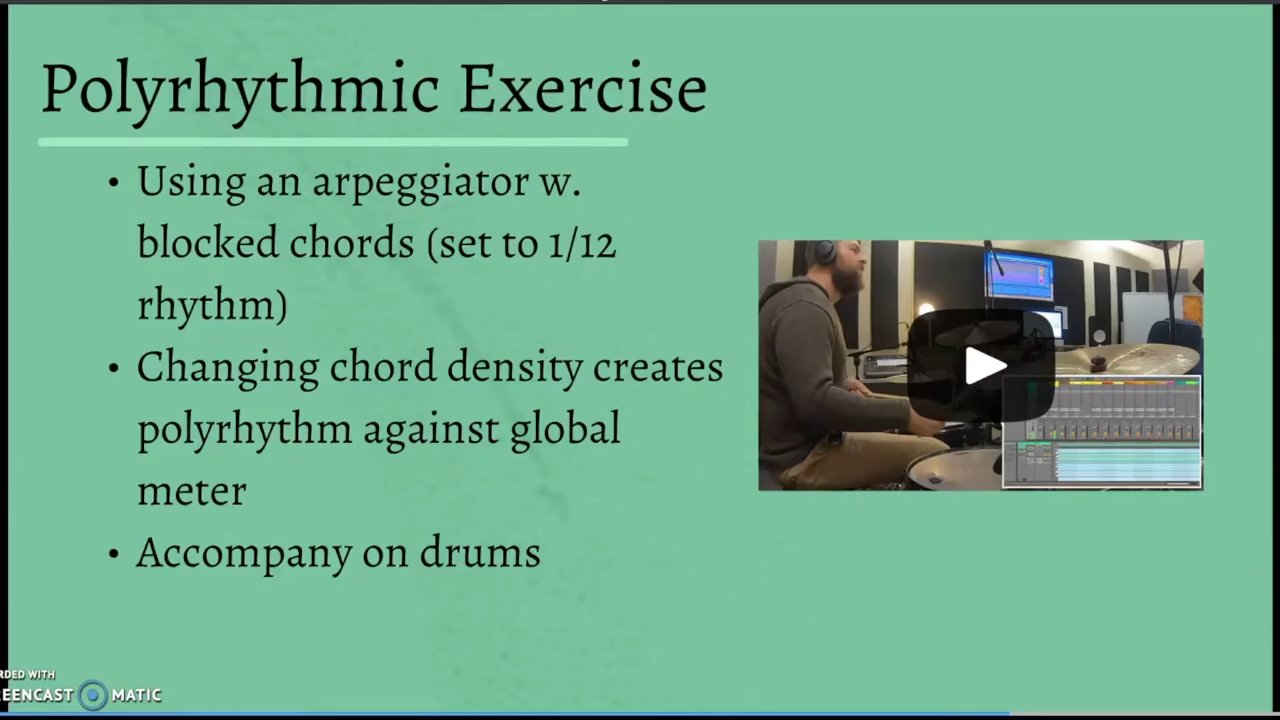 Polyrhythmic Exercise
• Using an arpeggiator w.
blocked chords (set to 1/12
rhythm)
• Changing chord density creates
polyrhythm against global
meter
• Accompany on drums
RDED WITH
REENCAST MATIC